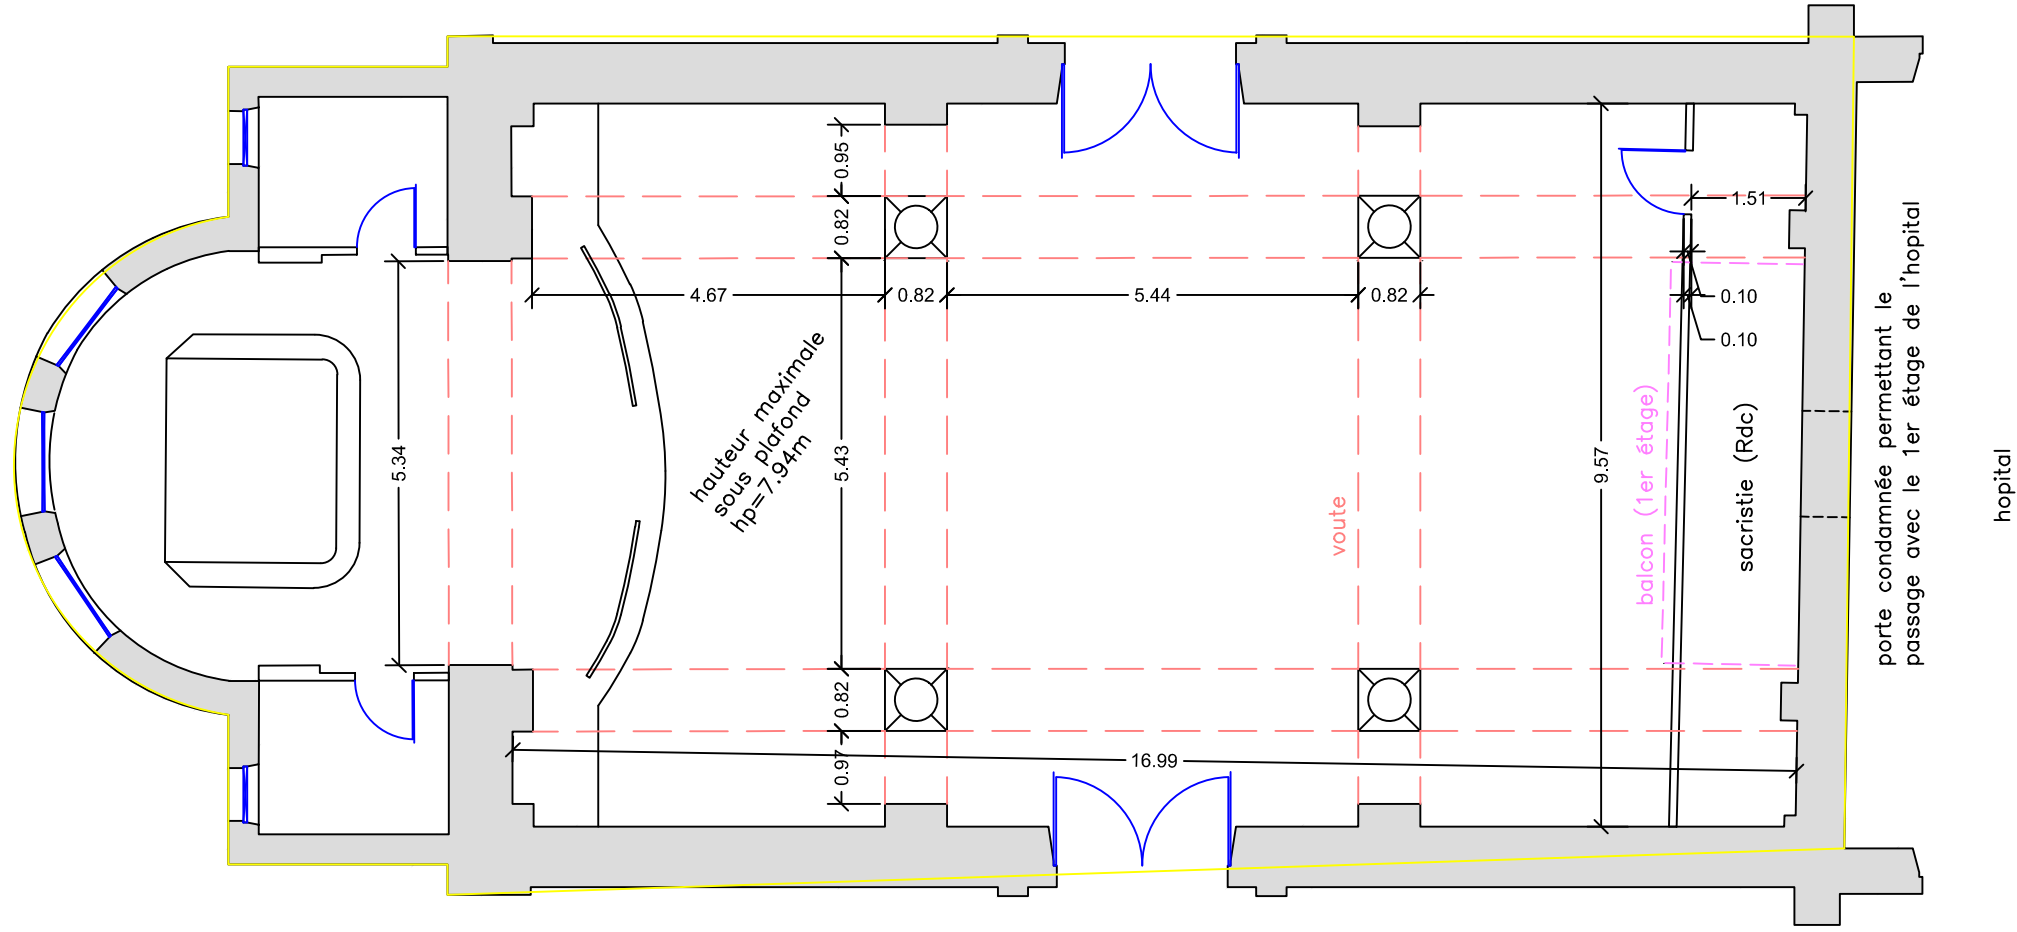 0.95
0.82
5.43
0.82
0.97
4.67
0.82
5.44
0.82
5.34
9.57
1.51
0.10
0.10
16.99
hauteur maximale
sous plafond
hp=7.94m
voute
balcon (1er étage)
sacristie (Rdc)
porte condamnée permettant le
passage avec le 1er étage de l'hopital
hopital